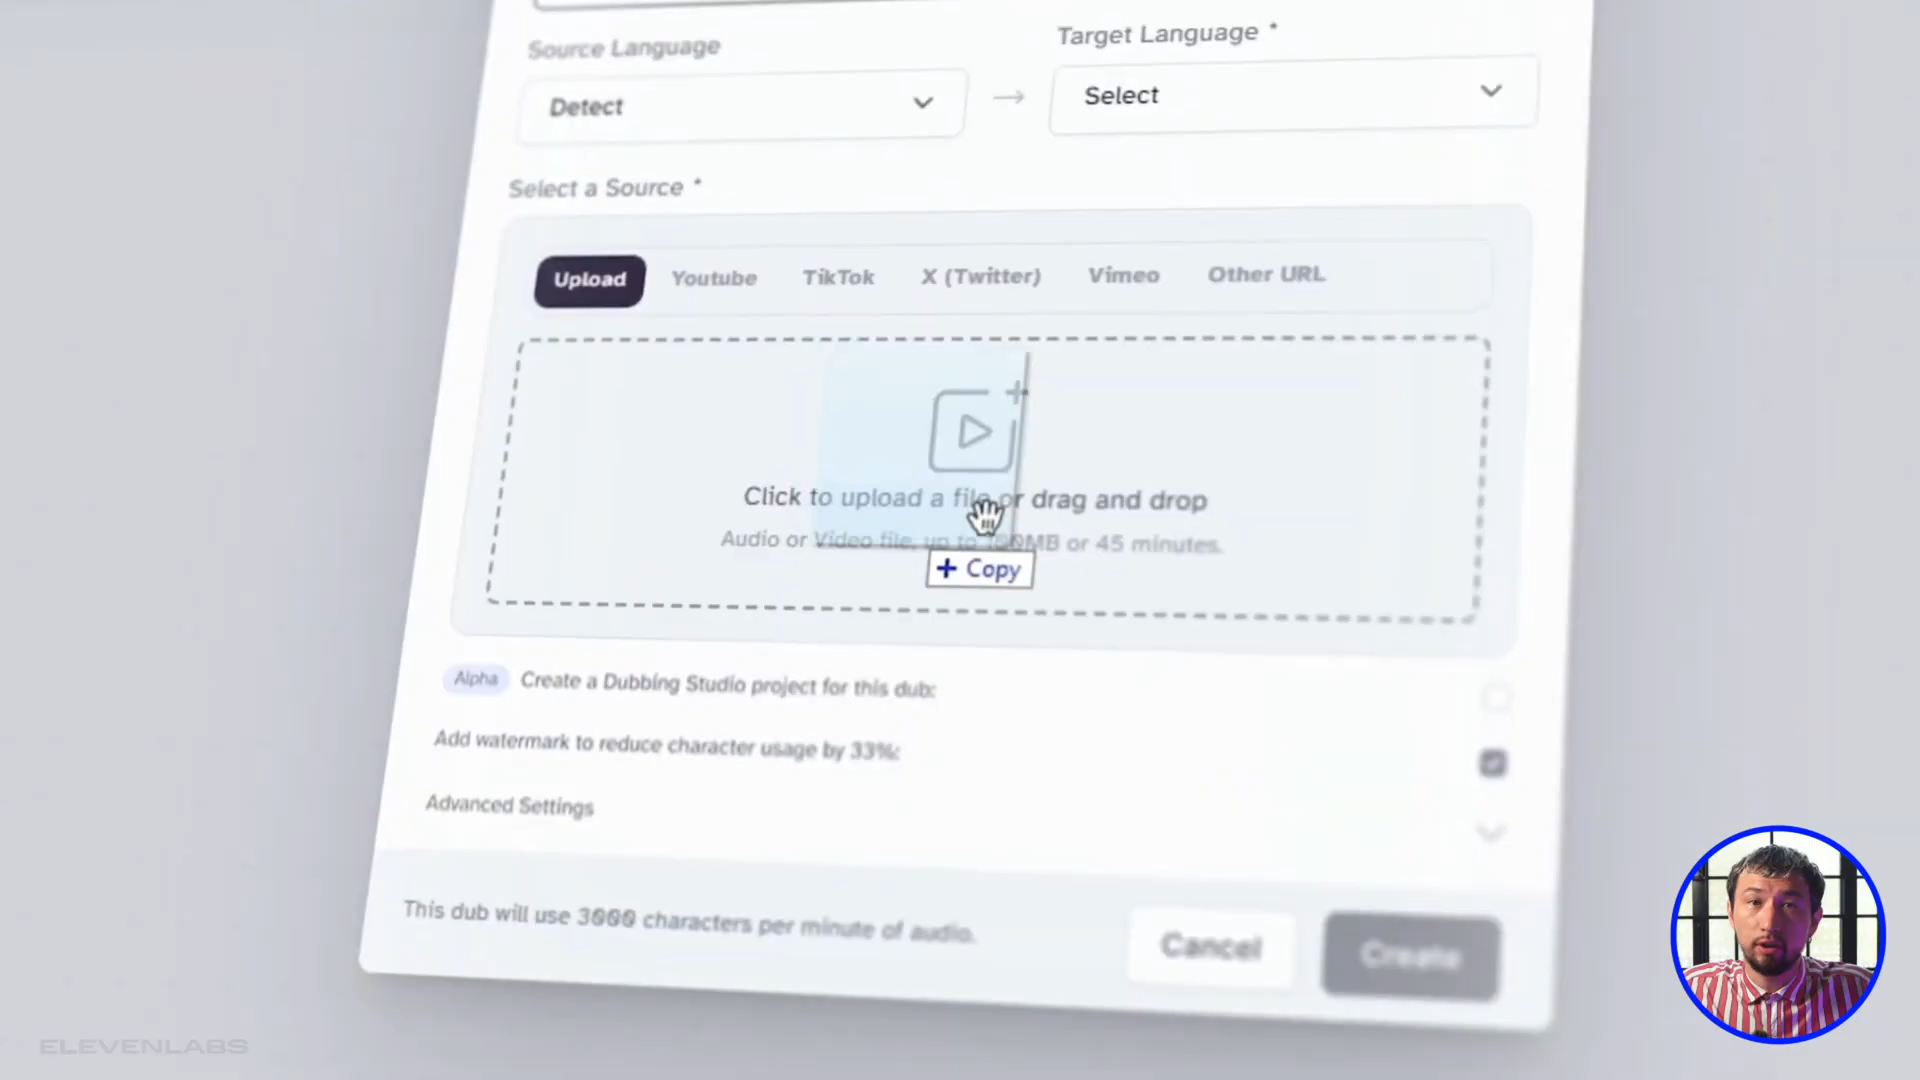 Source Language
Target Language *
Detect
Select
Select a Source *
Upload Youtube TikTok X (Twitter) Vimeo Other URL
Click to upload a file or drag and drop
Audio or Video file, up to MB or 45 minutes.
+ Copy
Alpha Create a Dubbing Studio project for this dub:
Add watermark to reduce character usage by 33%:
Advanced Settings
This dub will use 3000 characters per minute of audio.
Cancel
Create
ELEVENLABS